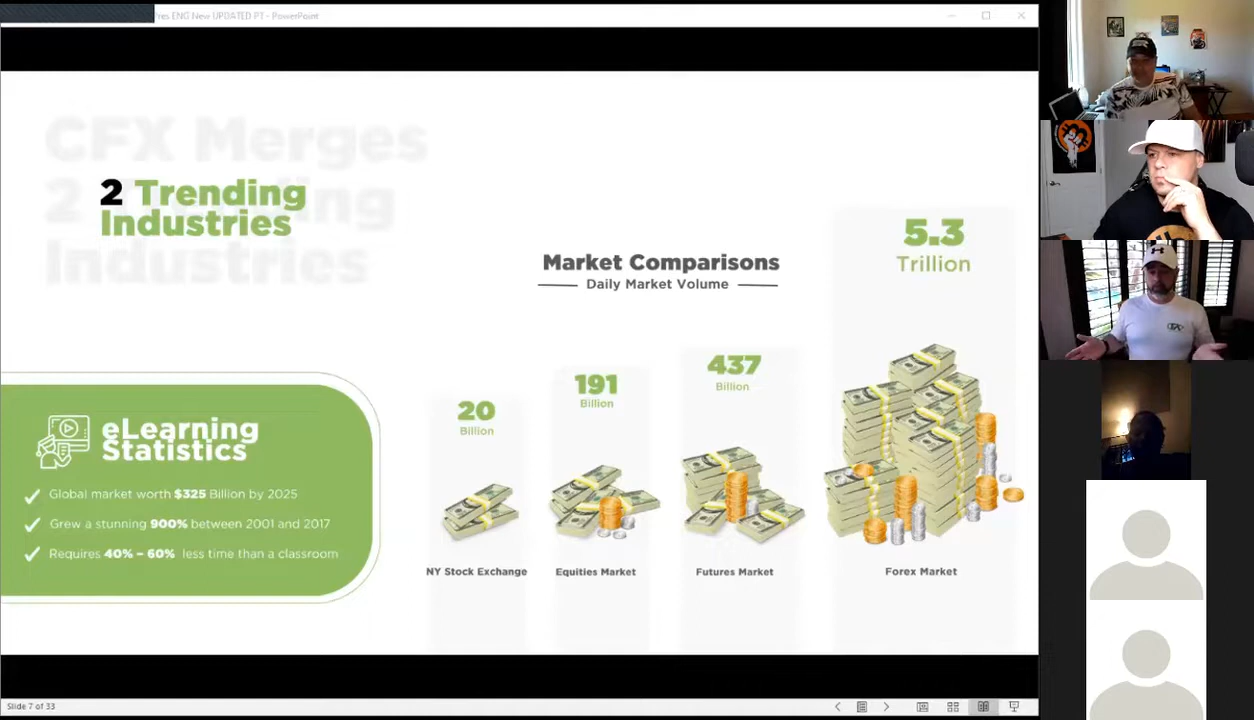 Pres ENG New UPDATED PT - PowerPoint
CFX Merges
2 Trending
Industries
2 Trending
Industries
Market Comparisons
Daily Market Volume
5.3
Trillion
437
Billion
191
Billion
20
Billion
eLearning
Statistics
Global market worth $325 Billion by 2025
Grew a stunning 900% between 2001 and 2017
Requires 40% – 60% less time than a classroom
NY Stock Exchange
Equities Market
Futures Market
Forex Market
Slide 7 of 33